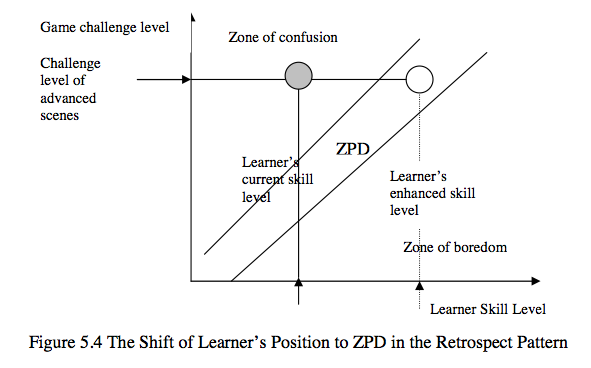 Game challenge level
Zone of confusion
Challenge
level of
advanced
scenes
ZPD
Learner's
current skill
level
Learner's
enhanced skill
level
Zone of boredom
Learner Skill Level
Figure 5.4 The Shift of Learner's Position to ZPD in the Retrospect Pattern